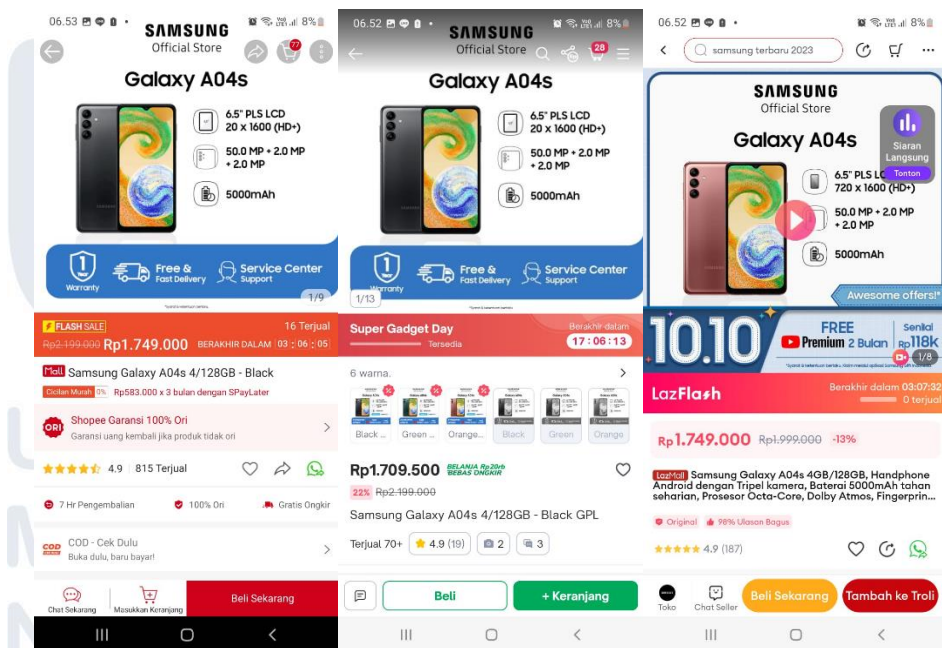 06.53
8%
SAMSUNG
Official Store
77
Galaxy A04s
6.5" PLS LCD
20 x 1600 (HD+)
50.0 MP + 2.0 MP
+ 2.0 MP
5000mAh
1
Warranty
Free &
Fast Delivery
Service Center
Support
1/9
FLASH SALE
16 Terjual
Rp2.199.000 Rp1.749.000 BERAKHIR DALAM 03 : 06 : 05
Mall Samsung Galaxy A04s 4/128GB - Black
Cicilan Murah 0% Rp583.000 x 3 bulan dengan SPayLater
ORI
Shopee Garansi 100% Ori
Garansi uang kembali jika produk tidak ori
4.9 815 Terjual
7 Hr Pengembalian 100% Ori Gratis Ongkir
COD
COD - Cek Dulu
Buka dulu, baru bayar!
Chat Sekarang
Masukkan Keranjang
Beli Sekarang
06.52
8%
SAMSUNG
Official Store
28
Galaxy A04s
6.5" PLS LCD
20 x 1600 (HD+)
50.0 MP + 2.0 MP
+ 2.0 MP
5000mAh
1
Warranty
Free &
Fast Delivery
Service Center
Support
1/13
Super Gadget Day
Berakhir dalam
Tersedia
17 : 06 : 13
6 warna.
Black ... Green ... Orange... Black Green Orange
Rp1.709.500 BELANJA Rp20rb
BEBAS ONGKIR
22% Rp2.199.000
Samsung Galaxy A04s 4/128GB - Black GPL
Terjual 70+ 4.9 (19) 2 3
Beli
+ Keranjang
06.52
8%
samsung terbaru 2023
SAMSUNG
Official Store
Galaxy A04s
Siaran
Langsung
Tonton
6.5" PLS LC
720 x 1600 (HD+)
50.0 MP + 2.0 MP
+ 2.0 MP
5000mAh
Awesome offers!*
10.10
FREE
Premium 2 Bulan
Senilai
Rp118k
1/8
LazFlash
Berakhir dalam 03:07:32
0 terjual
Rp1.749.000 Rp1.999.000 -13%
LazMall Samsung Galaxy A04s 4GB/128GB, Handphone
Android dengan Tripel kamera, Baterai 5000mAh tahan
seharian, Prosesor Octa-Core, Dolby Atmos, Fingerprin...
Original 98% Ulasan Bagus
4.9 (187)
Toko
Chat Seller
Beli Sekarang
Tambah ke Troli